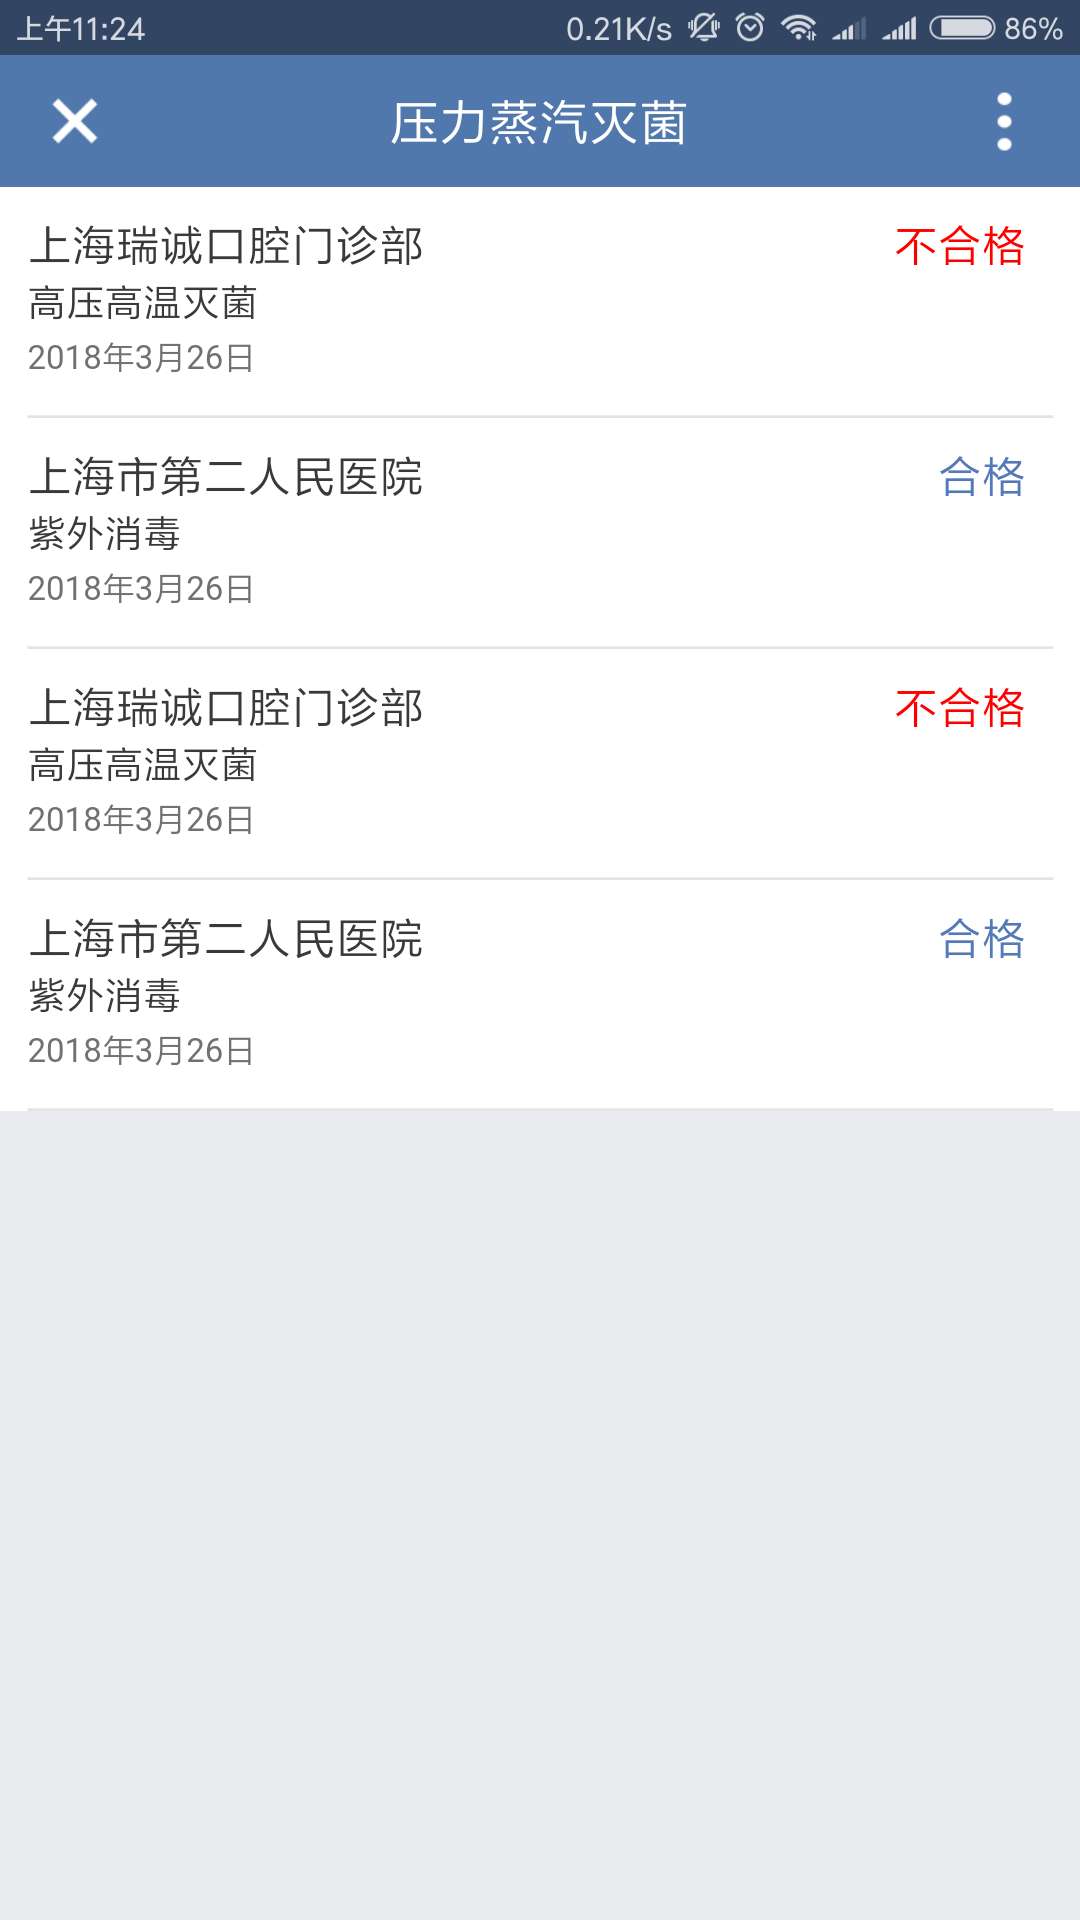 上午11:24 0.21K/s 86%
压力蒸汽灭菌
上海瑞诚口腔门诊部 不合格
高压高温灭菌
2018年3月26日
上海市第二人民医院 合格
紫外消毒
2018年3月26日
上海瑞诚口腔门诊部 不合格
高压高温灭菌
2018年3月26日
上海市第二人民医院 合格
紫外消毒
2018年3月26日